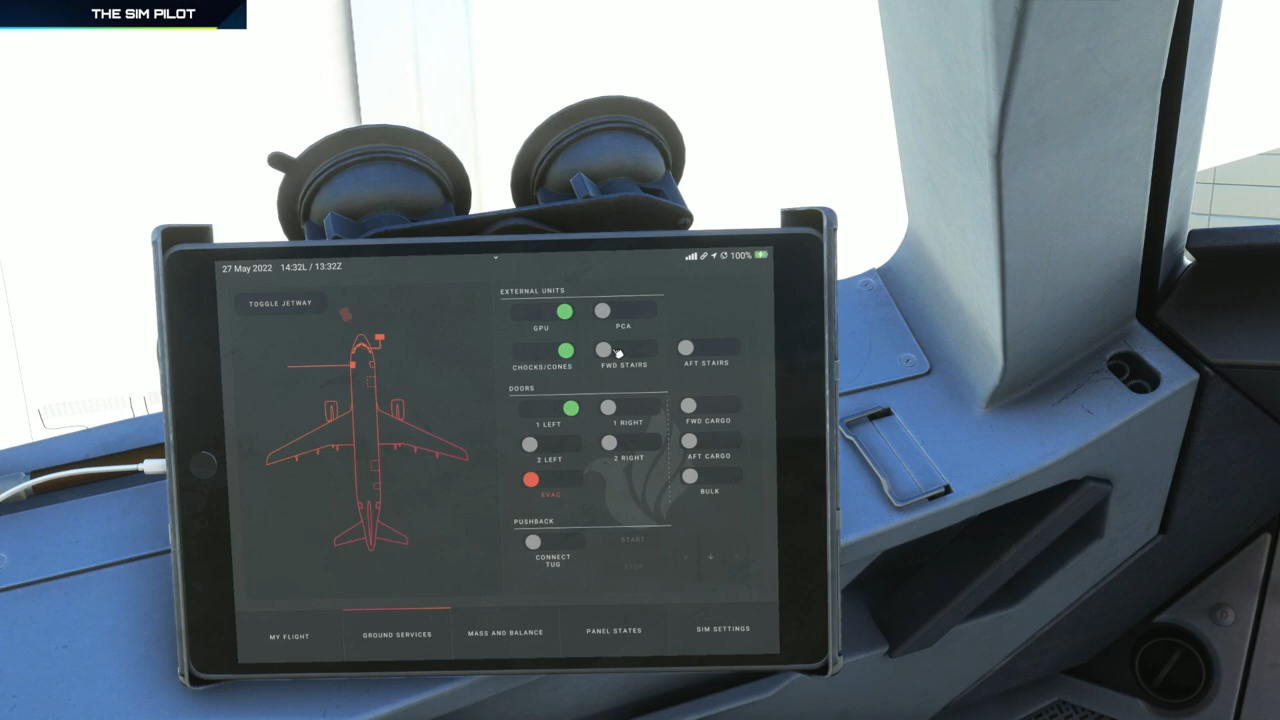 THE SIM PILOT
27 May 2022 14:32L / 13:32Z
100%
TOGGLE JETWAY
EXTERNAL UNITS
GPU
PCA
CHOCKS/CONES
FWD STAIRS
AFT STAIRS
DOORS
1 LEFT
1 RIGHT
FWD CARGO
2 LEFT
2 RIGHT
AFT CARGO
EVAC
BULK
PUSHBACK
CONNECT
TUG
START
STOP
MY FLIGHT
GROUND SERVICES
MASS AND BALANCE
PANEL STATES
SIM SETTINGS